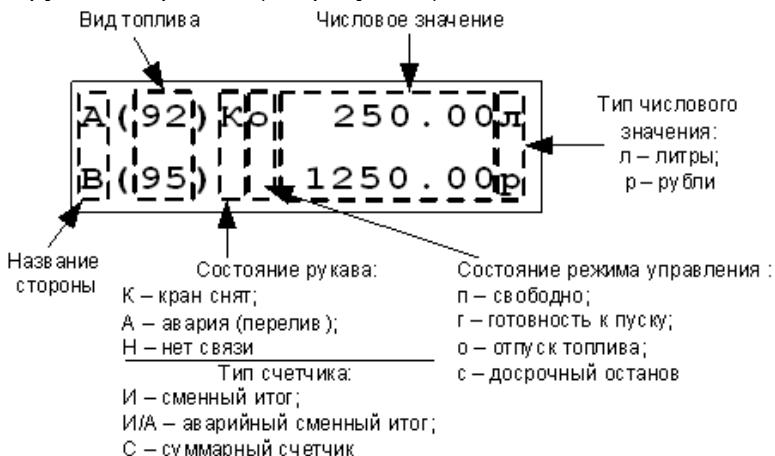 Вид топлива
Числовое значение
А(92)Ко 250.00л
В(95) 1250.00р
Тип числового
значения:
л – литры;
р – рубли
Название
стороны
Состояние рукава:
К – кран снят;
А – авария (перелив);
Н – нет связи
Тип счетчика:
И – сменный итог;
И/А – аварийный сменный итог;
С – суммарный счетчик
Состояние режима управления :
п – свободно;
г – готовность к пуску;
о – отпуск топлива;
с – досрочный останов